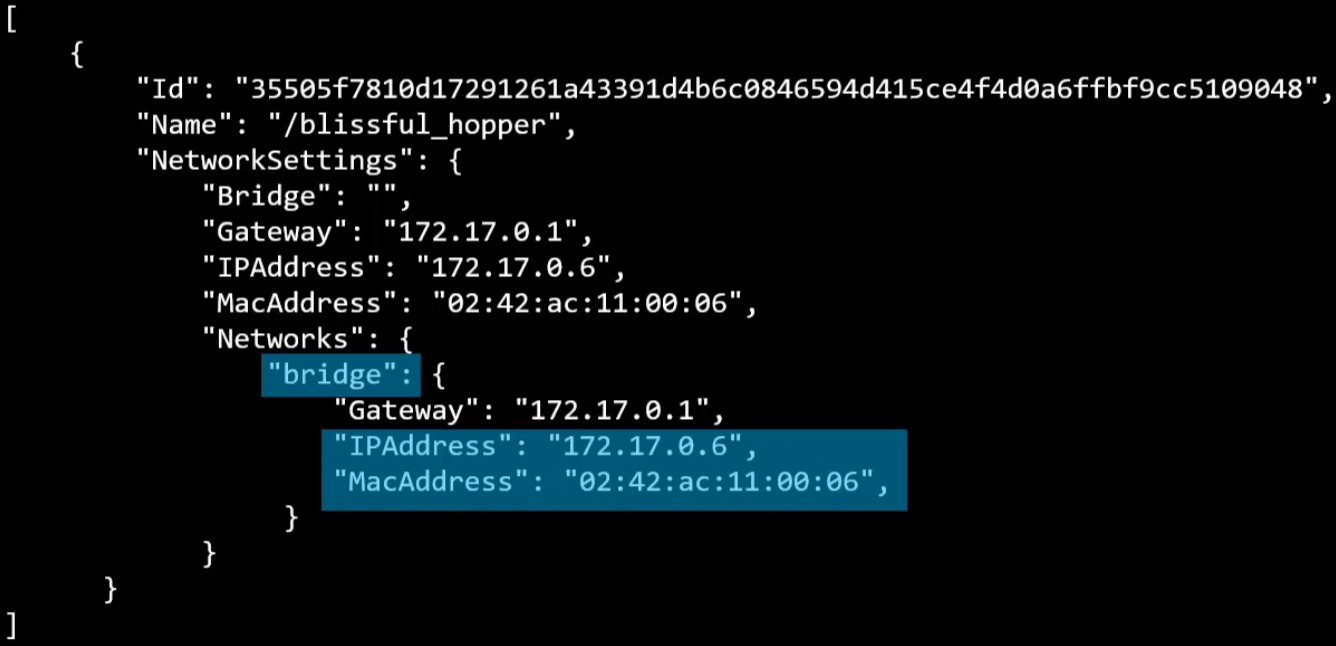 [
{
"Id": "35505f7810d17291261a43391d4b6c0846594d415ce4f4d0a6ffbf9cc5109048",
"Name": "/blissful_hopper",
"NetworkSettings": {
"Bridge": "",
"Gateway": "172.17.0.1",
"IPAddress": "172.17.0.6",
"MacAddress": "02:42:ac:11:00:06",
"Networks": {
"bridge": {
"Gateway": "172.17.0.1",
"IPAddress": "172.17.0.6",
"MacAddress": "02:42:ac:11:00:06",
}
}
}
]